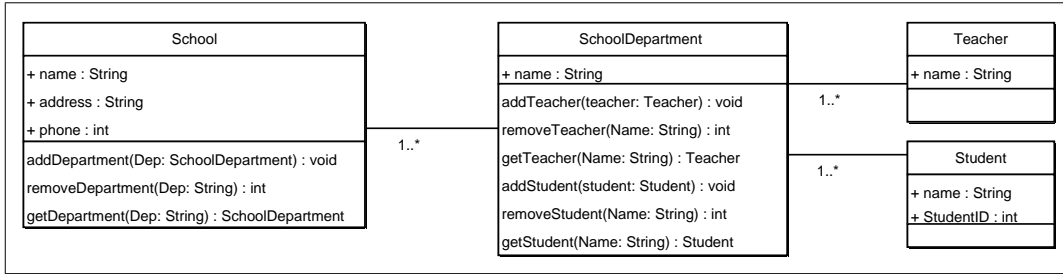 School
+ name : String
+ address : String
+ phone : int
addDepartment(Dep: SchoolDepartment) : void
removeDepartment(Dep: String) : int
getDepartment(Dep: String) : SchoolDepartment
1..*
SchoolDepartment
+ name : String
addTeacher(teacher: Teacher) : void
removeTeacher(Name: String) : int
getTeacher(Name: String) : Teacher
addStudent(student: Student) : void
removeStudent(Name: String) : int
getStudent(Name: String) : Student
1..*
1..*
Teacher
+ name : String
Student
+ name : String
+ StudentID : int